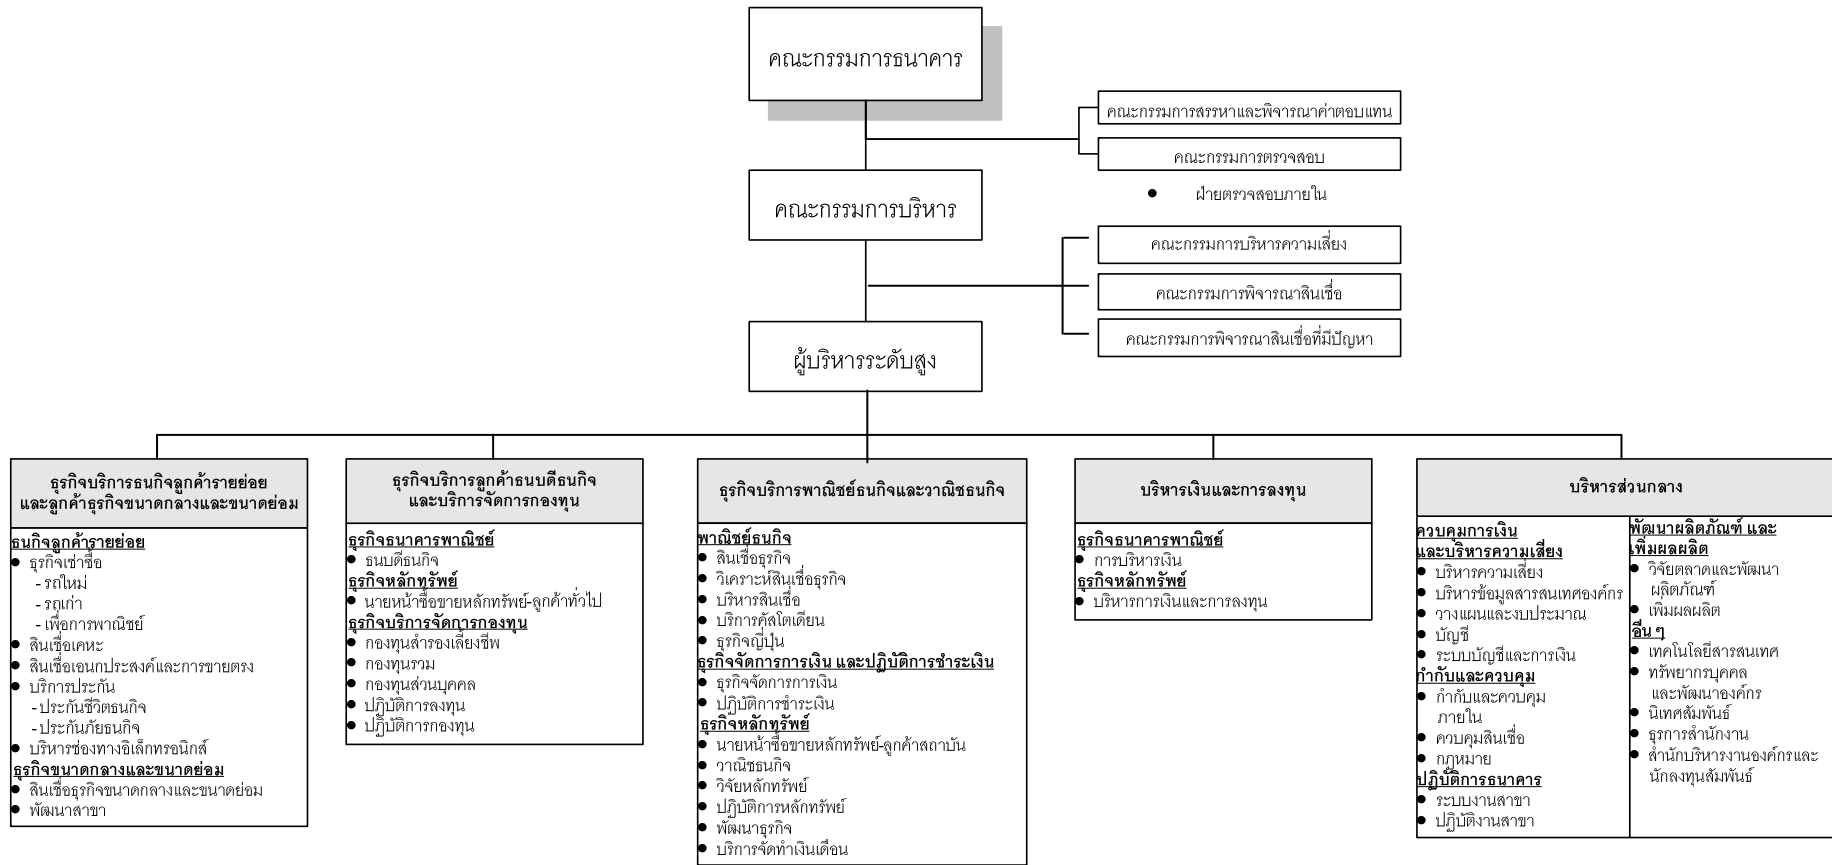 คณะกรรมการธนาคาร
คณะกรรมการสรรหาและพิจารณาค่าตอบแทน
คณะกรรมการตรวจสอบ
● ฝ่ายตรวจสอบภายใน
คณะกรรมการบริหาร
คณะกรรมการบริหารความเสี่ยง
คณะกรรมการพิจารณาสินเชื่อ
คณะกรรมการพิจารณาสินเชื่อที่มีปัญหา
ผู้บริหารระดับสูง
ธุรกิจบริการธนกิจลูกค้ารายย่อย
และลูกค้าธุรกิจขนาดกลางและขนาดย่อม
ธนกิจลูกค้ารายย่อย
● ธุรกิจเช่าซื้อ
- รถใหม่
- รถเก่า
- เพื่อการพาณิชย์
● สินเชื่อเคหะ
● สินเชื่อเอนกประสงค์และการขายตรง
● บริการประกัน
- ประกันชีวิตธนกิจ
- ประกันภัยธนกิจ
● บริหารช่องทางอิเล็กทรอนิกส์
ธุรกิจขนาดกลางและขนาดย่อม
● สินเชื่อธุรกิจขนาดกลางและขนาดย่อม
● พัฒนาสาขา
ธุรกิจบริการลูกค้าธนบดีธนกิจ
และบริการจัดการกองทุน
ธุรกิจธนาคารพาณิชย์
● ธนบดีธนกิจ
ธุรกิจหลักทรัพย์
● นายหน้าซื้อขายหลักทรัพย์-ลูกค้าทั่วไป
ธุรกิจบริการจัดการกองทุน
● กองทุนสำรองเลี้ยงชีพ
● กองทุนรวม
● กองทุนส่วนบุคคล
● ปฏิบัติการลงทุน
● ปฏิบัติการกองทุน
ธุรกิจบริการพาณิชย์ธนกิจและวาณิชธนกิจ
พาณิชย์ธนกิจ
● สินเชื่อธุรกิจ
● วิเคราะห์สินเชื่อธุรกิจ
● บริหารสินเชื่อ
● บริการคัสโตเดียน
● ธุรกิจญี่ปุ่น
ธุรกิจจัดการการเงิน และปฏิบัติการชำระเงิน
● ธุรกิจจัดการการเงิน
● ปฏิบัติการชำระเงิน
ธุรกิจหลักทรัพย์
● นายหน้าซื้อขายหลักทรัพย์-ลูกค้าสถาบัน
● วาณิชธนกิจ
● วิจัยหลักทรัพย์
● ปฏิบัติการหลักทรัพย์
● พัฒนาธุรกิจ
● บริการจัดทำเงินเดือน
บริหารเงินและการลงทุน
ธุรกิจธนาคารพาณิชย์
● การบริหารเงิน
ธุรกิจหลักทรัพย์
● บริหารการเงินและการลงทุน
บริหารส่วนกลาง
ควบคุมการเงิน
และบริหารความเสี่ยง
● บริหารความเสี่ยง
● บริหารข้อมูลสารสนเทศองค์กร
● วางแผนและงบประมาณ
● บัญชี
● ระบบบัญชีและการเงิน
กำกับและควบคุม
● กำกับและควบคุม
ภายใน
● ควบคุมสินเชื่อ
● กฎหมาย
ปฏิบัติการธนาคาร
● ระบบงานสาขา
● ปฏิบัติงานสาขา
พัฒนาผลิตภัณฑ์ และ
เพิ่มผลผลิต
● วิจัยตลาดและพัฒนา
ผลิตภัณฑ์
● เพิ่มผลผลิต
อื่น ๆ
● เทคโนโลยีสารสนเทศ
● ทรัพยากรบุคคล
และพัฒนาองค์กร
● นิเทศสัมพันธ์
● ธุรการสำนักงาน
● สำนักบริหารงานองค์กรและ
นักลงทุนสัมพันธ์